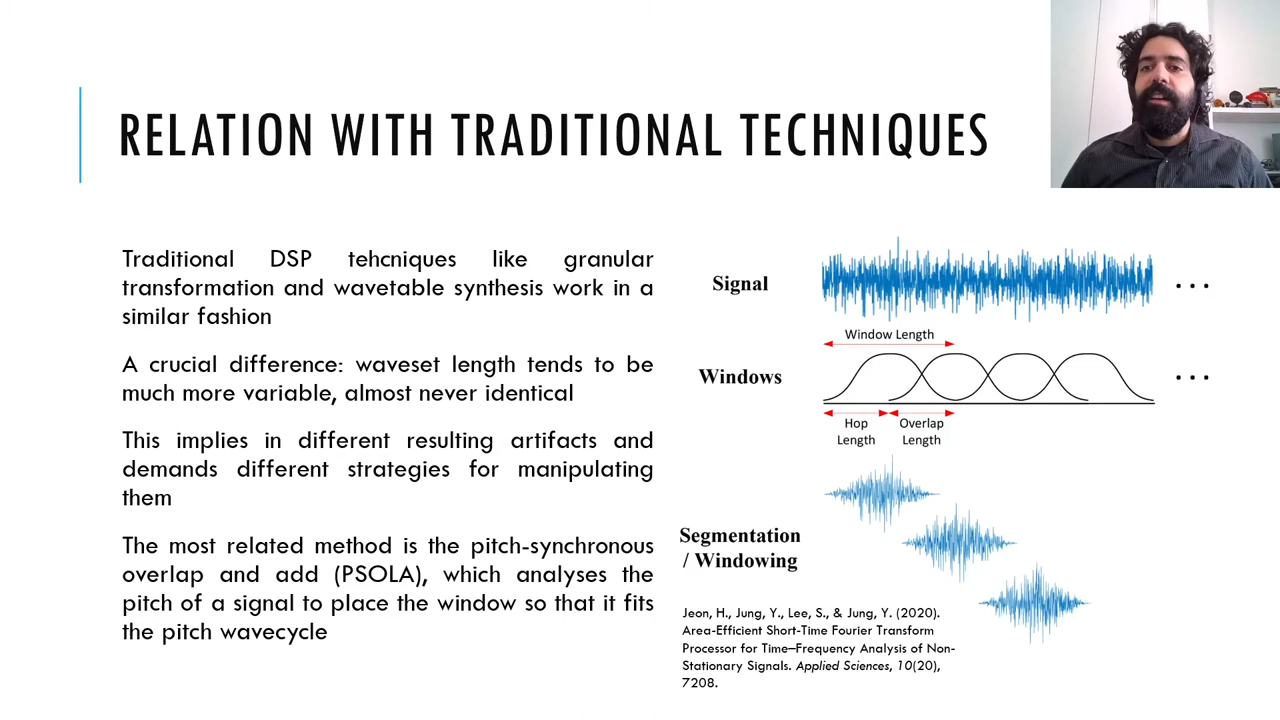 RELATION WITH TRADITIONAL TECHNIQUES
Traditional DSP tehcniques like granular
transformation and wavetable synthesis work in a
similar fashion
A crucial difference: waveset length tends to be
much more variable, almost never identical
This implies in different resulting artifacts and
demands different strategies for manipulating
them
The most related method is the pitch-synchronous
overlap and add (PSOLA), which analyses the
pitch of a signal to place the window so that it fits
the pitch wavecycle
Signal
. . .
Window Length
Windows
. . .
Hop
Length
Overlap
Length
Segmentation
/ Windowing
Jeon, H., Jung, Y., Lee, S., & Jung, Y. (2020).
Area-Efficient Short-Time Fourier Transform
Processor for Time–Frequency Analysis of Non-
Stationary Signals. Applied Sciences, 10(20),
7208.